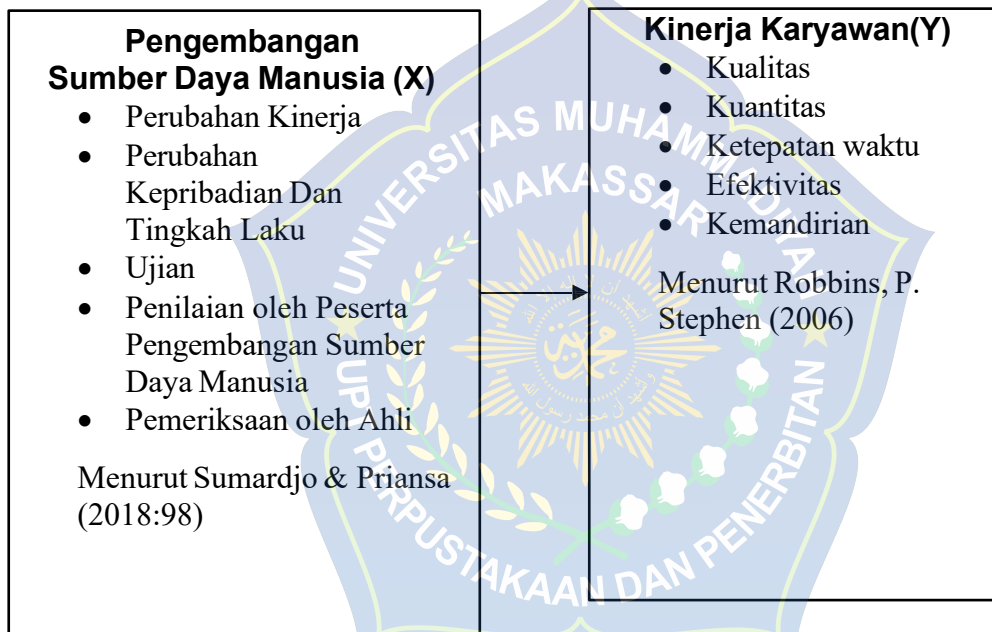 Pengembangan
Sumber Daya Manusia (X)
• Perubahan Kinerja
• Perubahan
Kepribadian Dan
Tingkah Laku
• Ujian
• Penilaian oleh Peserta
Pengembangan Sumber
Daya Manusia
• Pemeriksaan oleh Ahli
Menurut Sumardjo & Priansa
(2018:98)
Kinerja Karyawan(Y)
• Kualitas
• Kuantitas
• Ketepatan waktu
• Efektivitas
• Kemandirian
Menurut Robbins, P.
Stephen (2006)
UNIVERSITAS MUHAMMADIYAH
MAKASSAR
UPT PERPUSTAKAAN DAN PENERBITAN